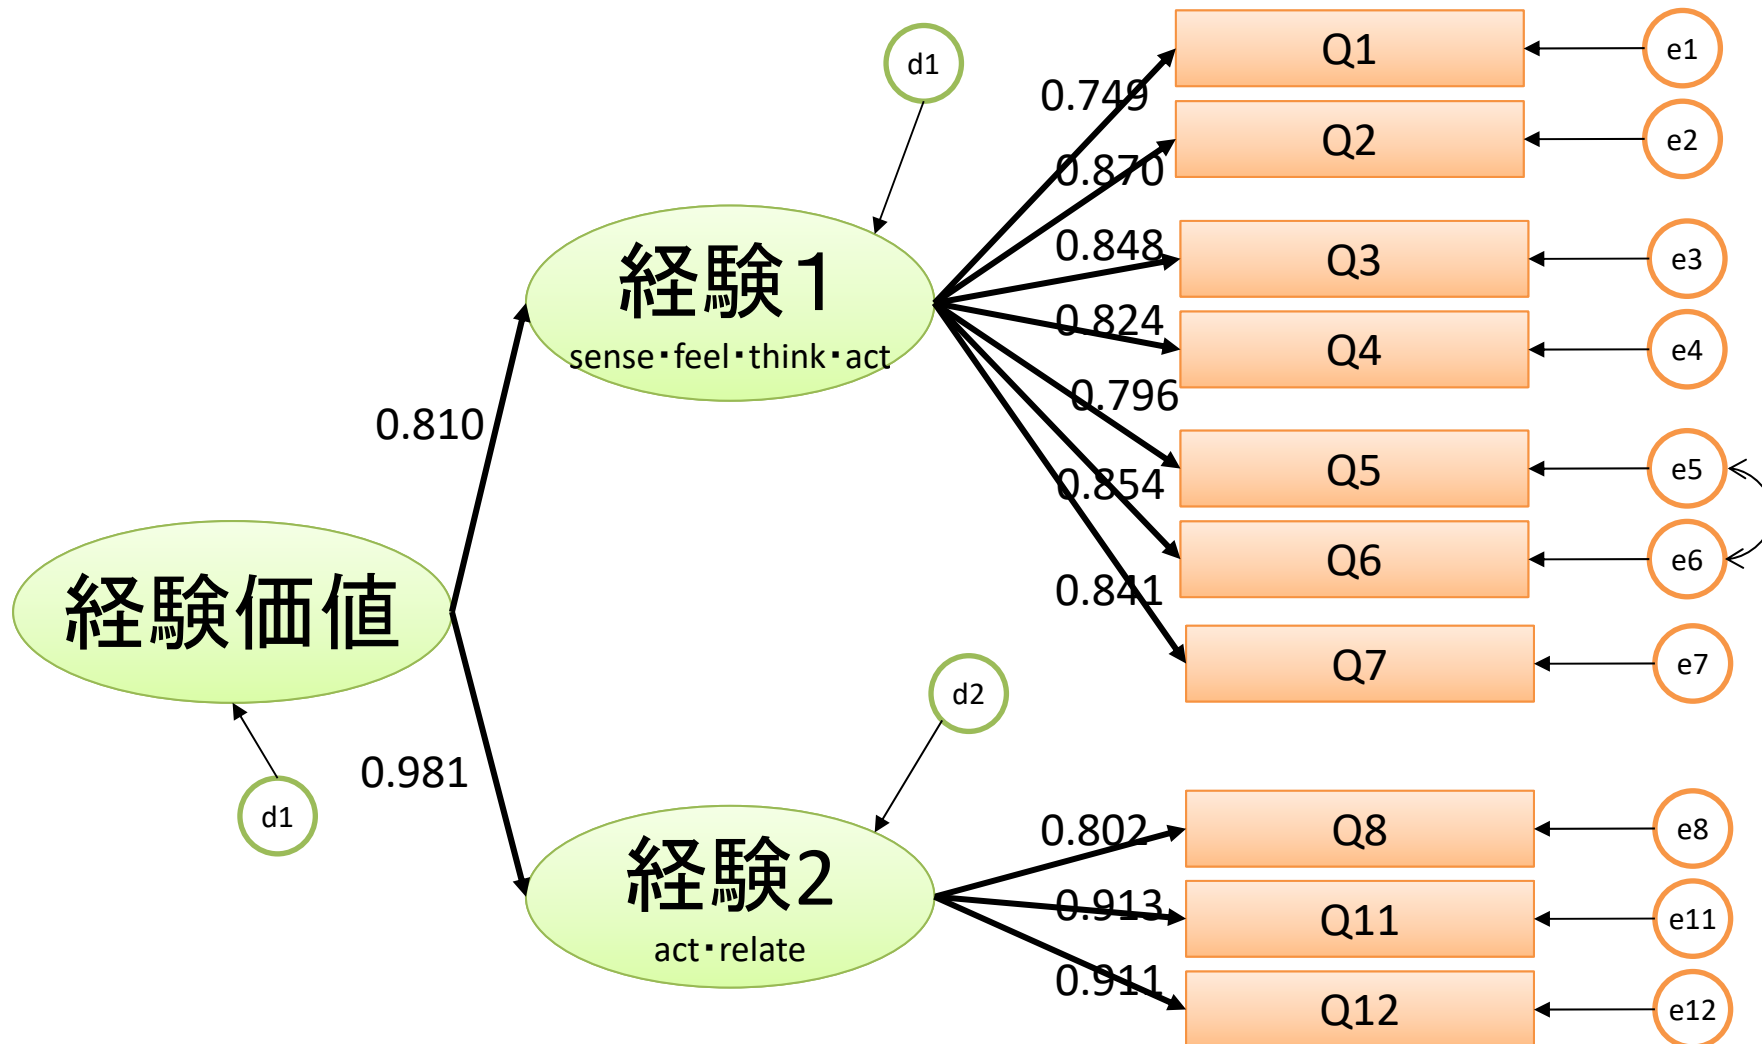 d1
Q1
e1
0.749
Q2
e2
0.870
経験1
sense・feel・think・act
0.848
Q3
e3
0.824
Q4
e4
0.796
0.810
Q5
e5
0.854
Q6
e6
0.841
経験価値
Q7
e7
d2
0.981
d1
0.802
Q8
e8
経験2
act・relate
0.913
Q11
e11
0.911
Q12
e12